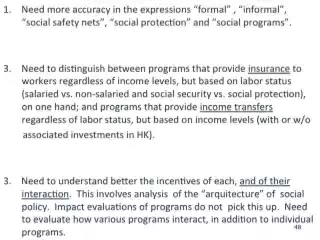 1. Need more accuracy in the expressions “formal” , “informal”,
“social safety nets”, “social protection” and “social programs”.
3. Need to distinguish between programs that provide insurance to
workers regardless of income levels, but based on labor status
(salaried vs. non-salaried and social security vs. social protection),
on one hand; and programs that provide income transfers
regardless of labor status, but based on income levels (with or w/o
associated investments in HK).
3. Need to understand better the incentives of each, and of their
interaction. This involves analysis of the “arquitecture” of social
policy. Impact evaluations of programs do not pick this up. Need
to evaluate how various programs interact, in addition to individual
programs.
48